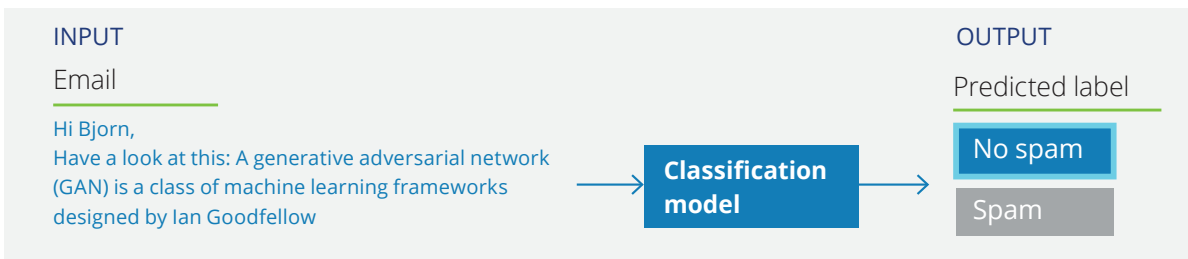 INPUT
Email
Hi Bjorn,
Have a look at this: A generative adversarial network
(GAN) is a class of machine learning frameworks
designed by Ian Goodfellow
Classification
model
OUTPUT
Predicted label
No spam
Spam